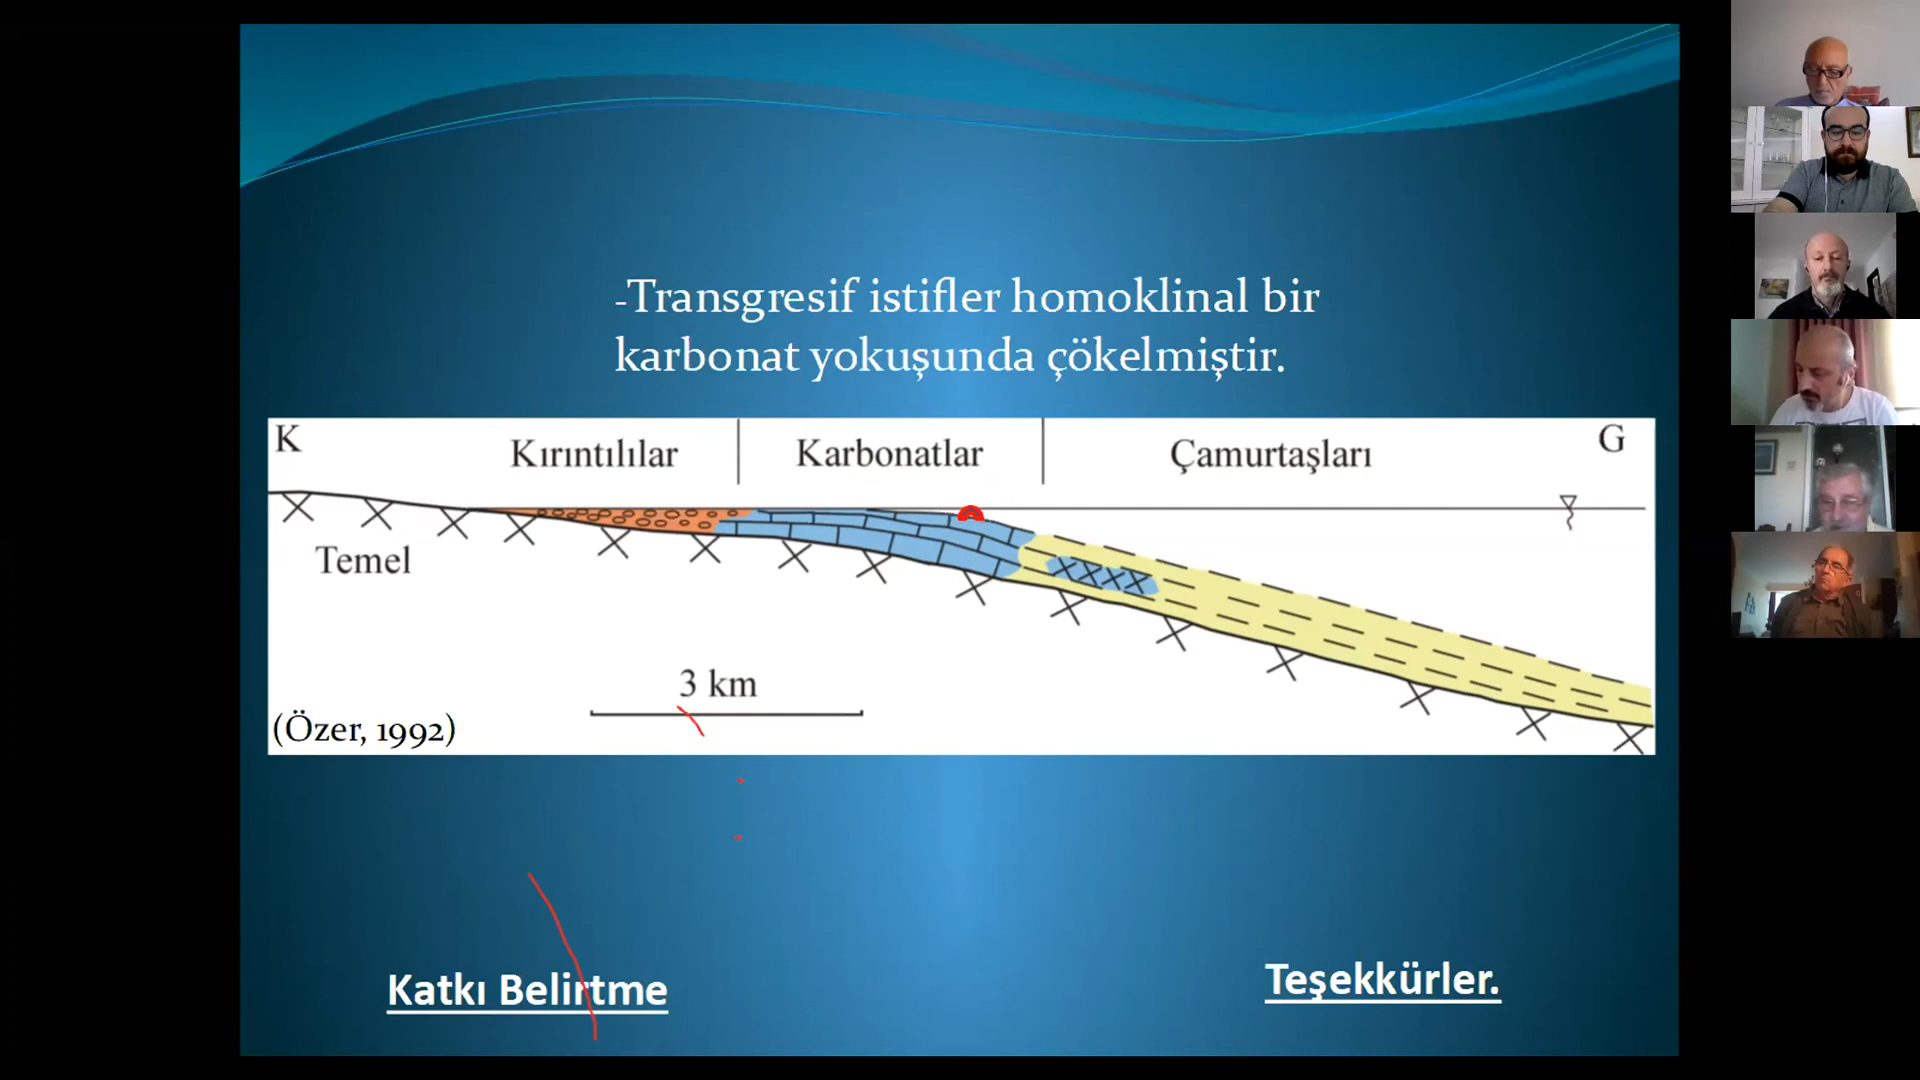 -Transgresif istifler homoklinal bir
karbonat yokuşunda çökelmiştir.
K Kırıntılılar Karbonatlar Çamurtaşları G
Temel
3 km
(Özer, 1992)
Katkı Belirtme Teşekkürler.